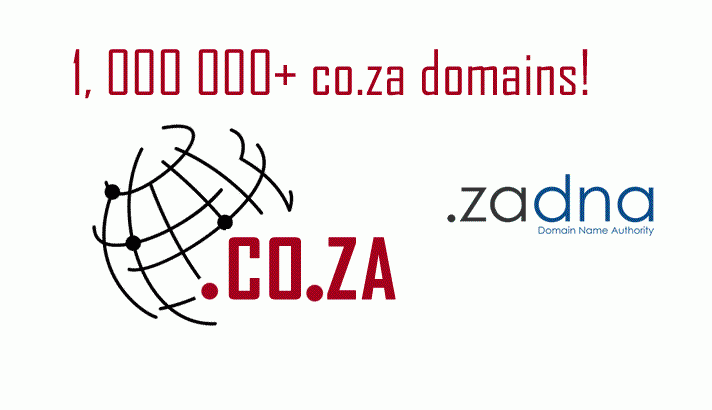 1, 000 000+ co.za domains!
.zadna
Domain Name Authority
.CO.ZA